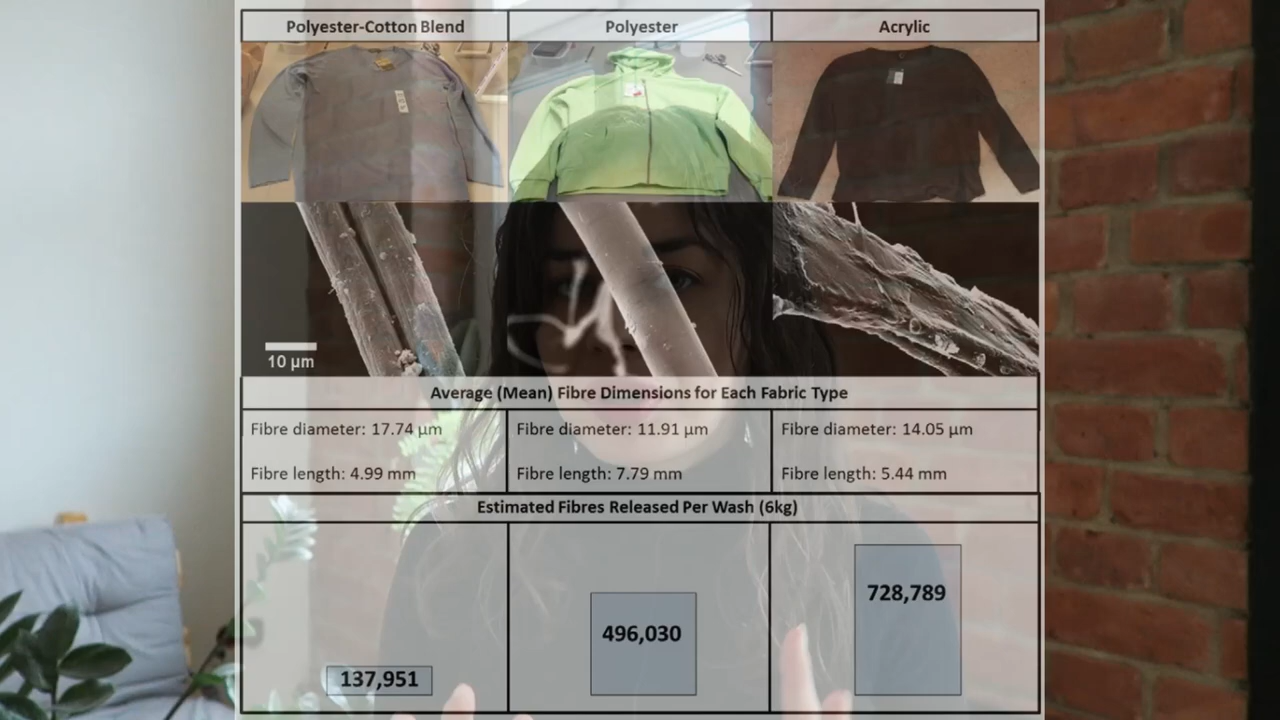 Polyester-Cotton Blend
Polyester
Acrylic
10 µm
Average (Mean) Fibre Dimensions for Each Fabric Type
Fibre diameter: 17.74 µm
Fibre length: 4.99 mm
Fibre diameter: 11.91 µm
Fibre length: 7.79 mm
Fibre diameter: 14.05 µm
Fibre length: 5.44 mm
Estimated Fibres Released Per Wash (6kg)
137,951
496,030
728,789